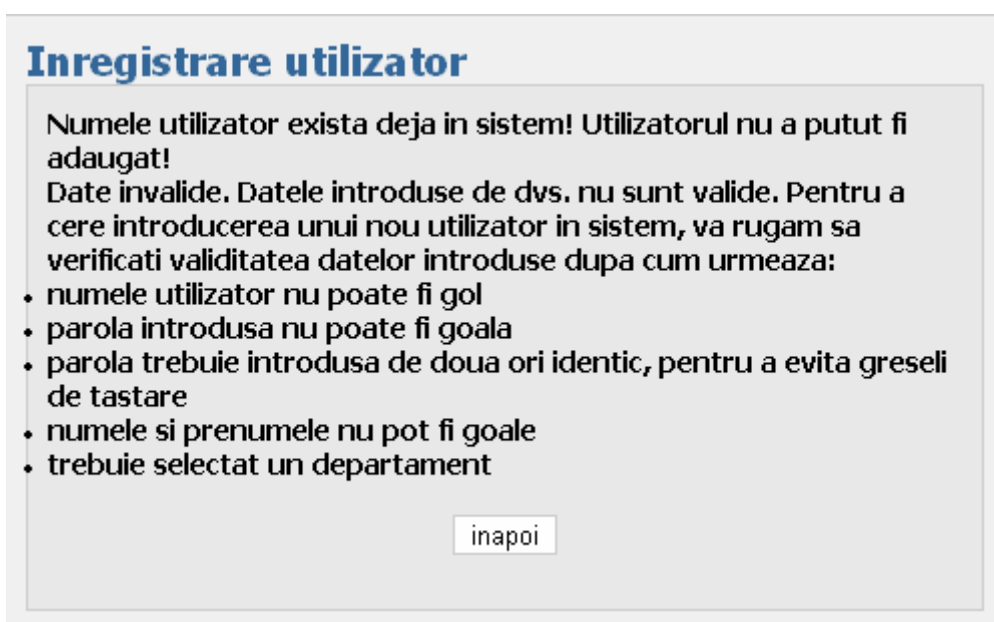 Inregistrare utilizator
Numele utilizator exista deja in sistem! Utilizatorul nu a putut fi
adaugat!
Date invalide. Datele introduse de dvs. nu sunt valide. Pentru a
cere introducerea unui nou utilizator in sistem, va rugam sa
verificati validitatea datelor introduse dupa cum urmeaza:
• numele utilizator nu poate fi gol
• parola introdusa nu poate fi goala
• parola trebuie introdusa de doua ori identic, pentru a evita greseli
de tastare
• numele si prenumele nu pot fi goale
• trebuie selectat un departament
inapoi